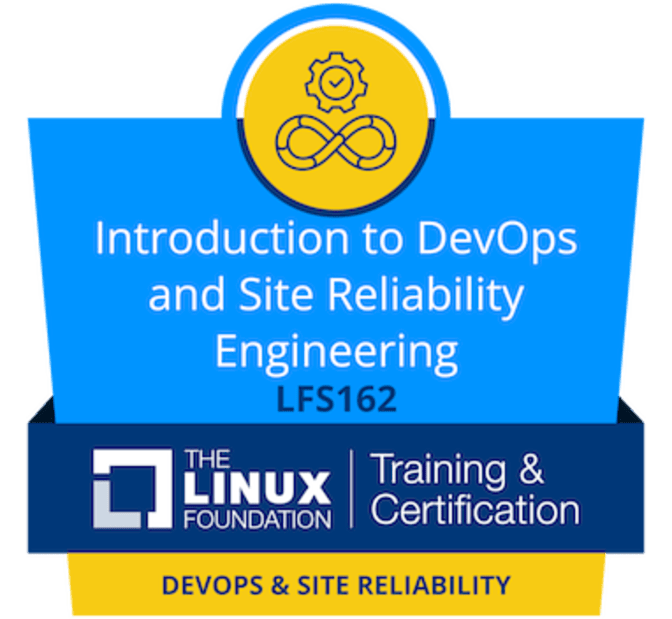 Introduction to DevOps
and Site Reliability
Engineering
LFS162
THE
LINUX
FOUNDATION
Training &
Certification
DEVOPS & SITE RELIABILITY